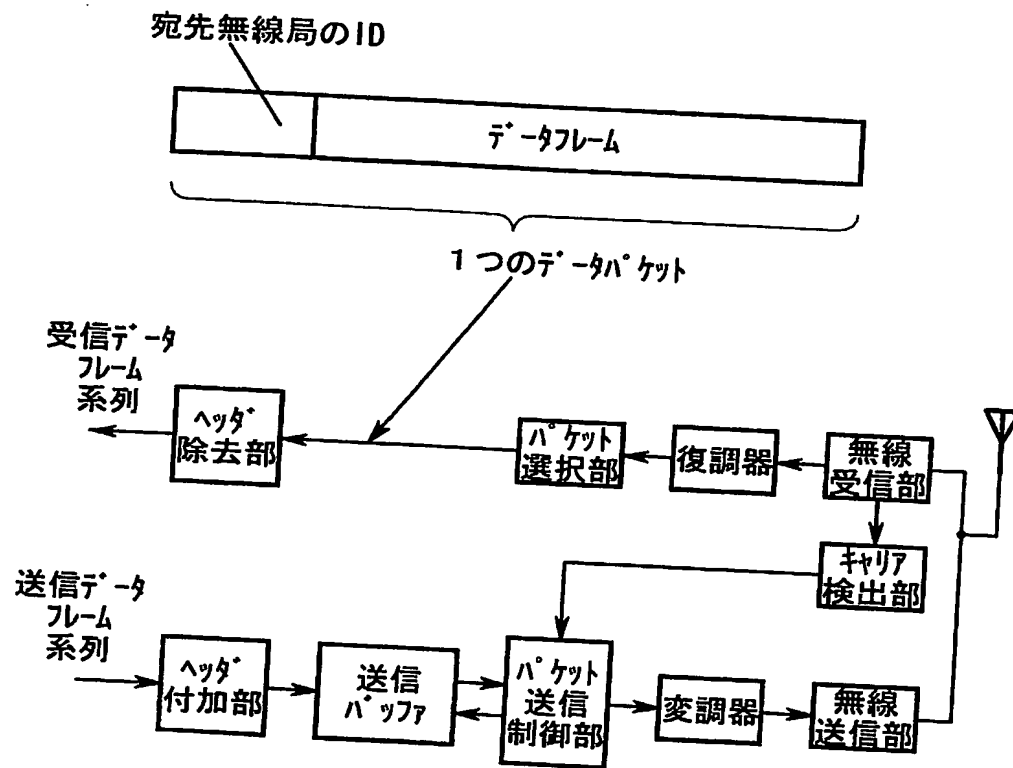 宛先無線局のID
データフレーム
1つのデータパケット
受信データ
フレーム
系列
ヘッダ
除去部
パケット
選択部
復調器
無線
受信部
キャリア
検出部
送信データ
フレーム
系列
ヘッダ
付加部
送信
バッファ
パケット
送信
制御部
変調器
無線
送信部